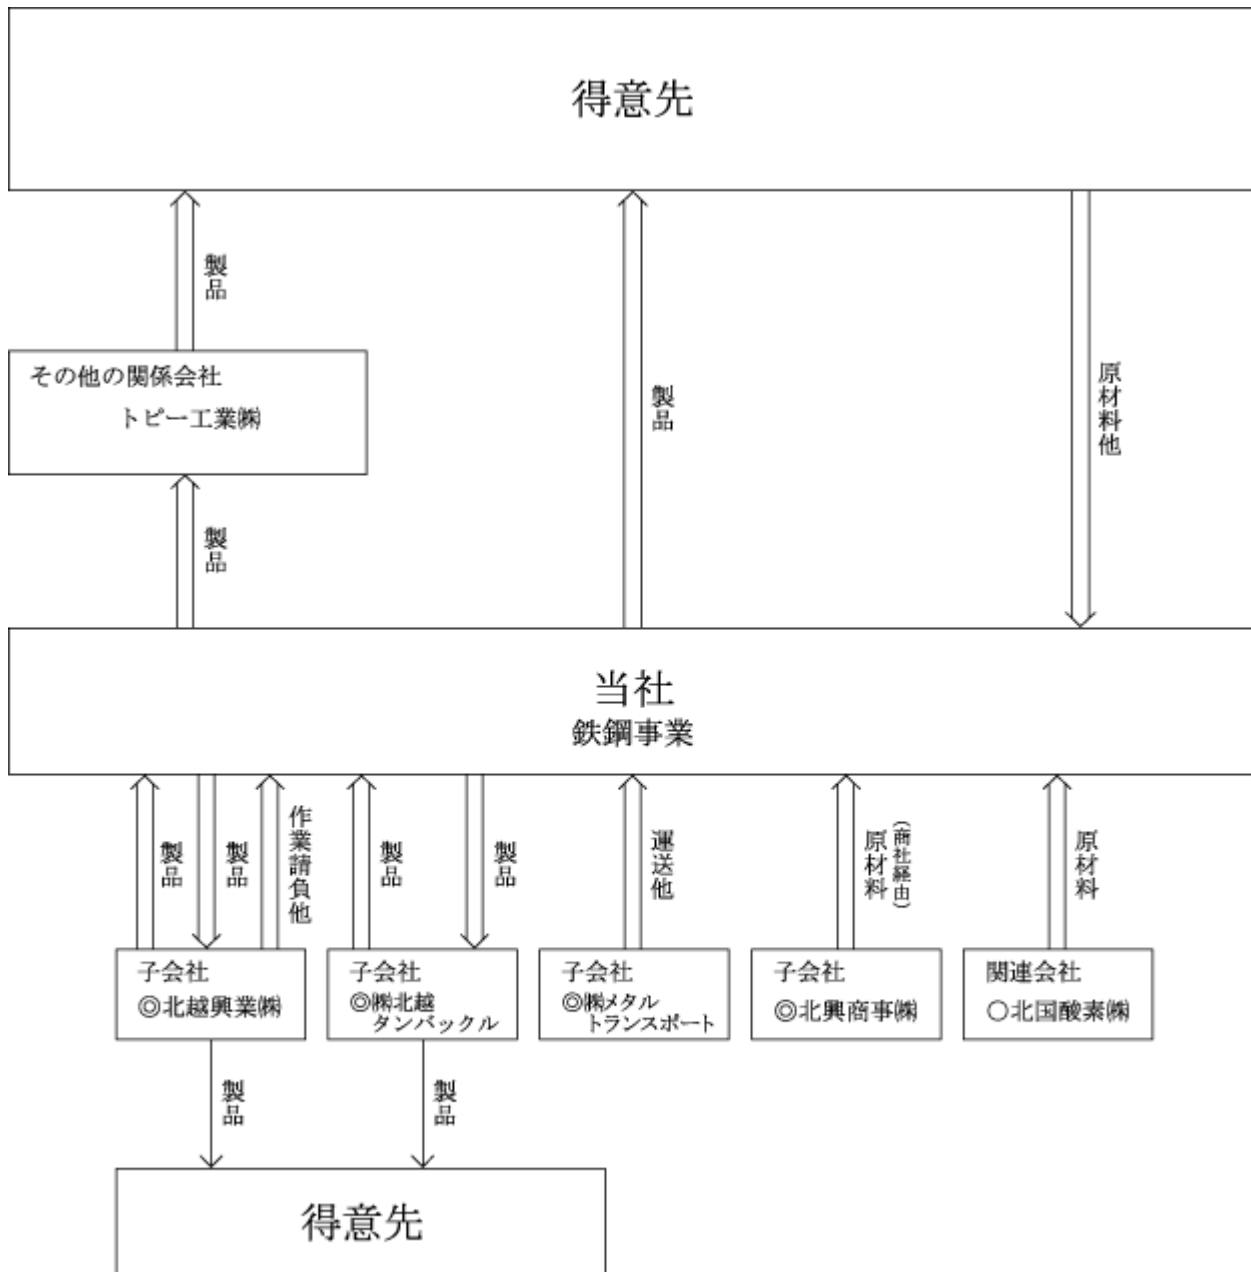 得意先
製品
その他の関係会社
トピー工業㈱
製品
原材料他
製品
当社
鉄鋼事業
製品
製品
作業請負他
製品
製品
運送他
原材料
(商社経由)
原材料
子会社
◎北越興業㈱
子会社
◎㈱北越
タンバックル
子会社
◎㈱メタル
トランスポート
子会社
◎北興商事㈱
関連会社
○北国酸素㈱
製品
製品
得意先